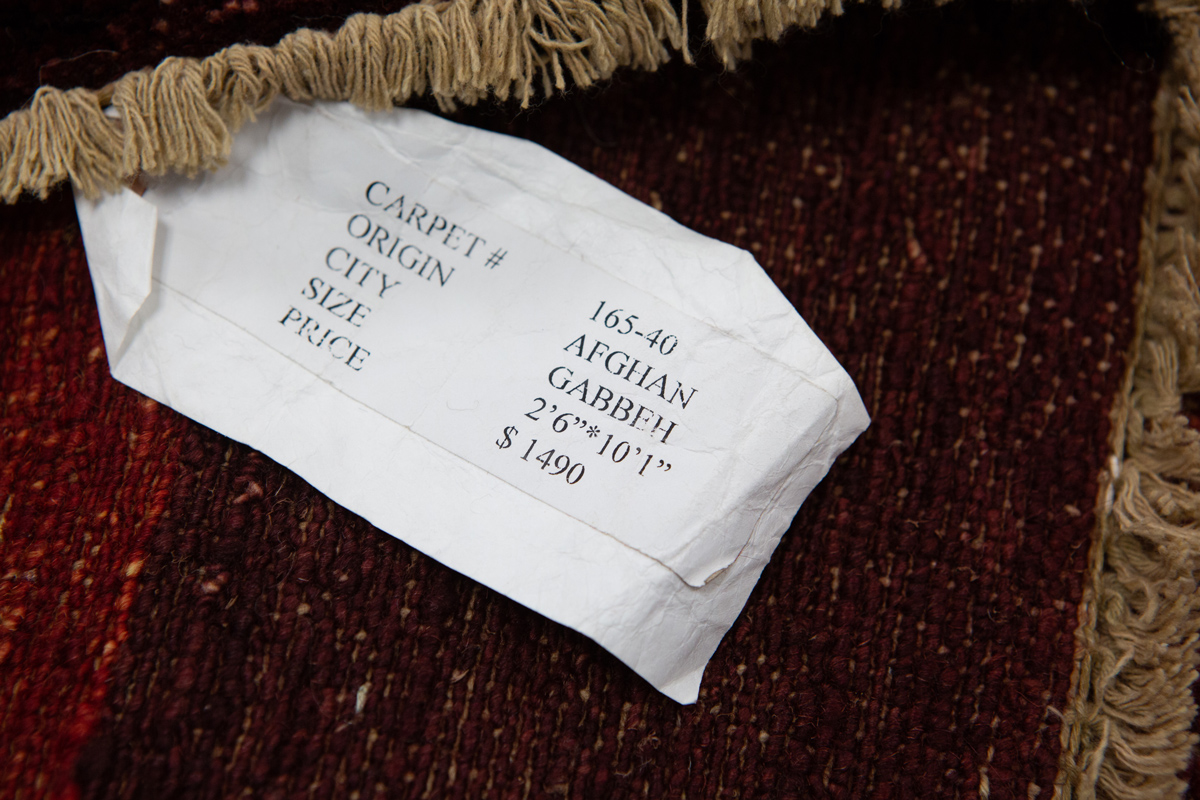 CARPET # 165-40
ORIGIN AFGHAN
CITY GABBEH
SIZE 2’6”*10’1”
PRICE $ 1490